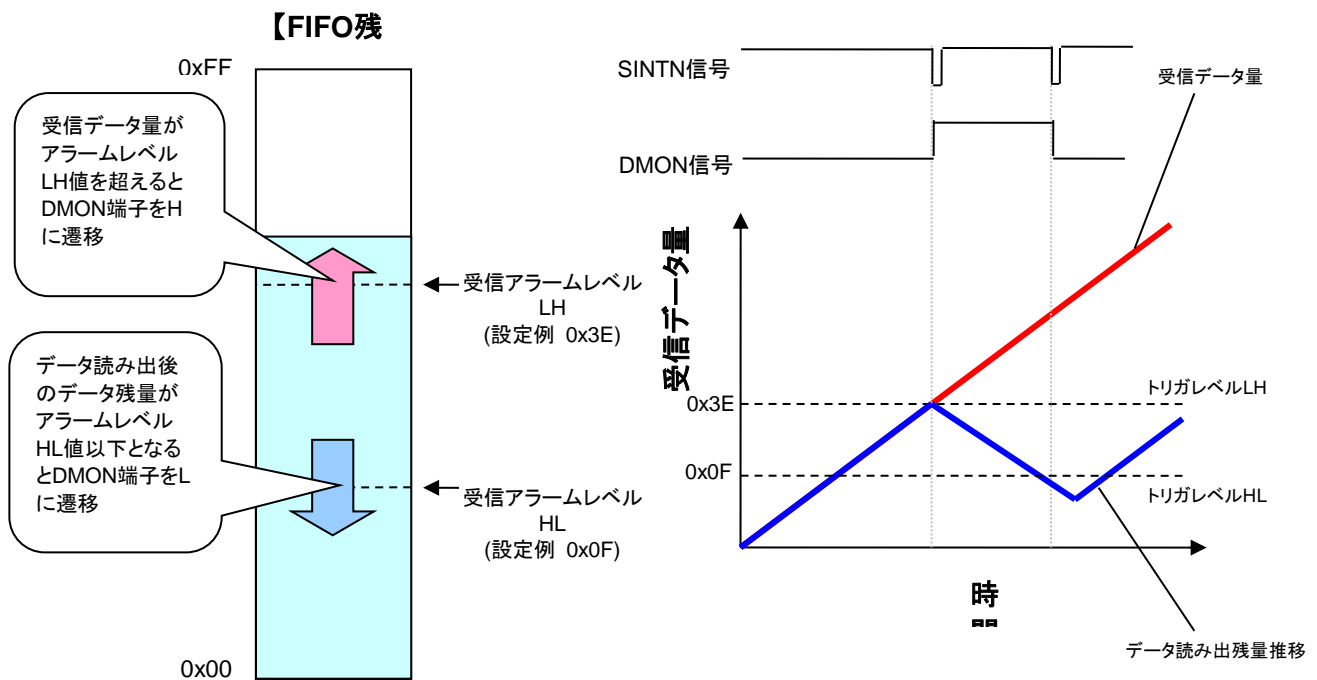 【FIFO残
0xFF
受信データ量が
アラームレベル
LH値を超えると
DMON端子をH
に遷移
受信アラームレベル
LH
(設定例 0x3E)
データ読み出後
のデータ残量が
アラームレベル
HL値以下となる
とDMON端子をL
に遷移
受信アラームレベル
HL
(設定例 0x0F)
0x00
SINTN信号
DMON信号
受信データ量
受信データ量
0x3E
トリガレベルLH
0x0F
トリガレベルHL
時
データ読み出残量推移